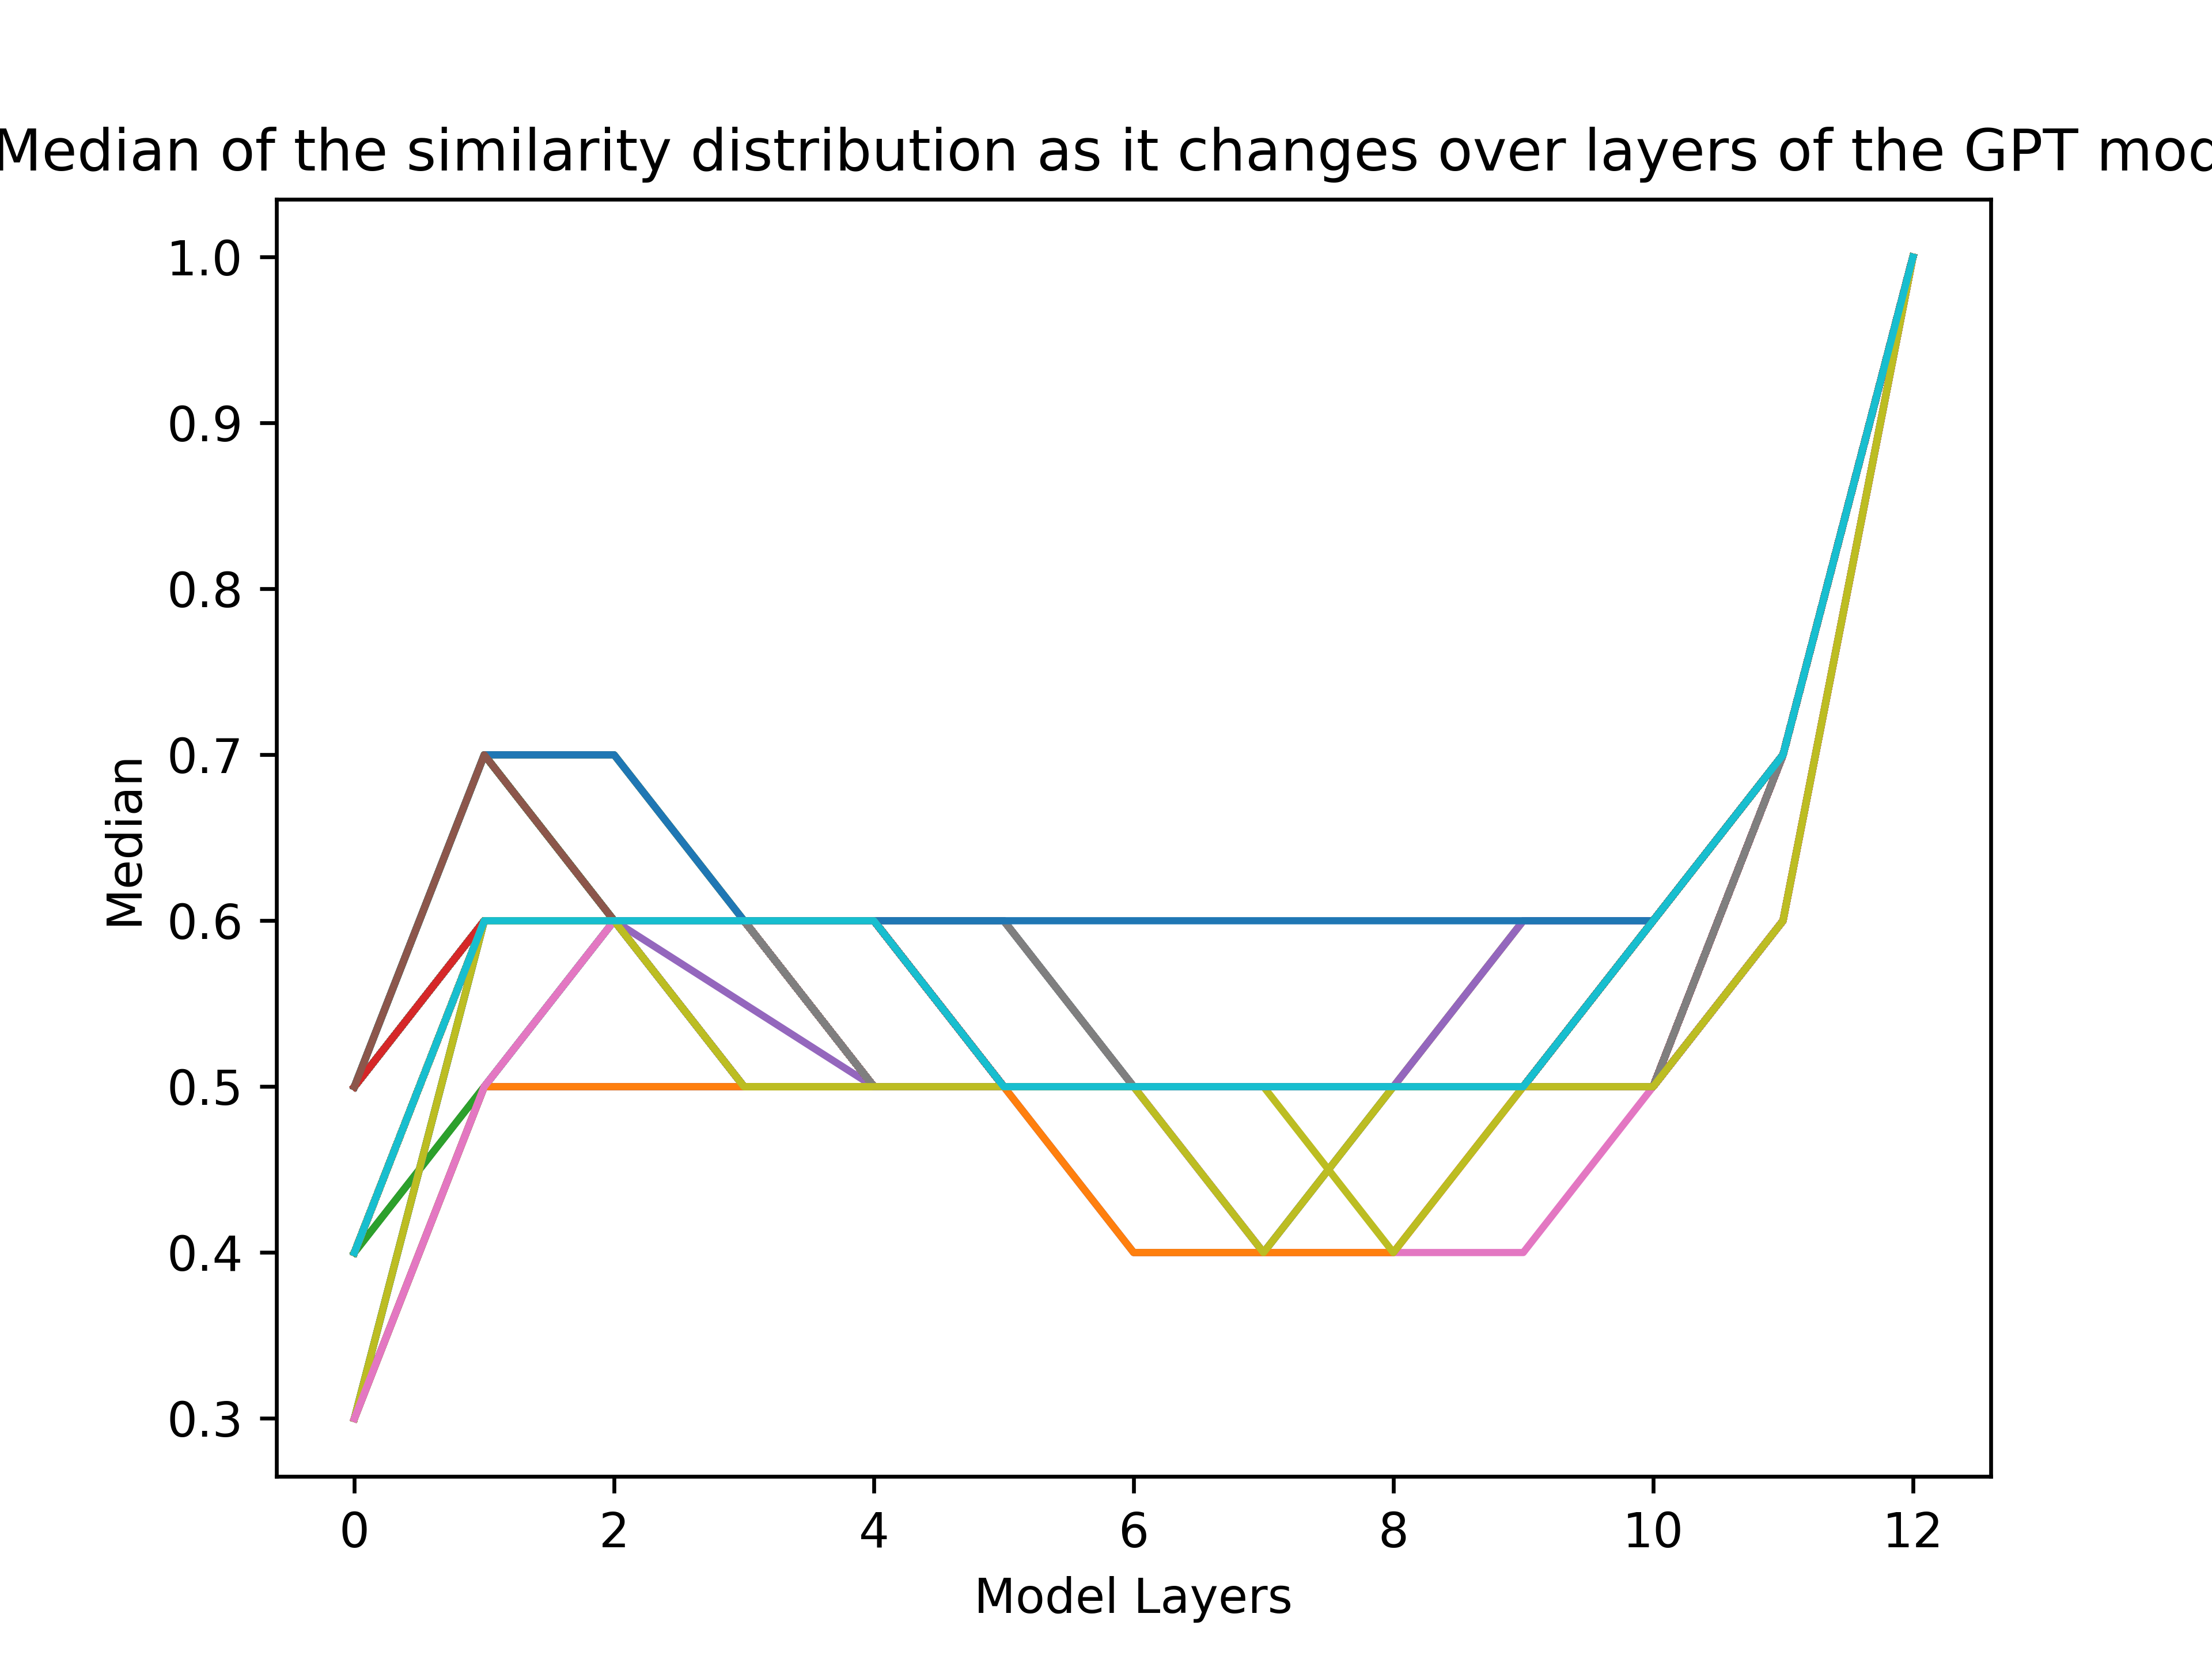 Median of the similarity distribution as it changes over layers of the GPT mod
1.0
0.9
0.8
0.7
0.6
0.5
0.4
0.3
Median
0 2 4 6 8 10 12
Model Layers